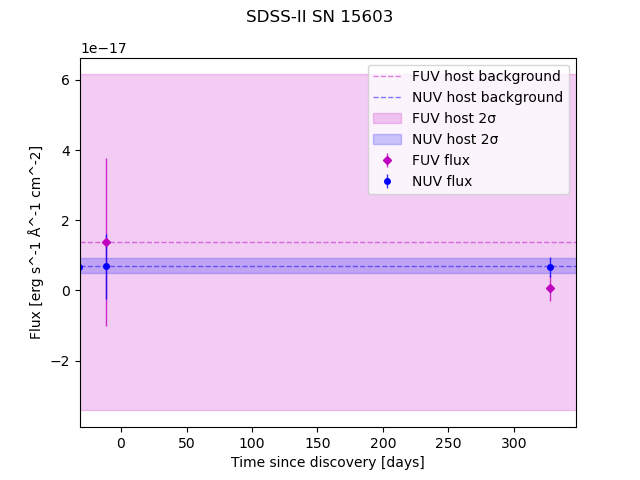 SDSS-II SN 15603
1e−17
FUV host background
NUV host background
FUV host 2σ
NUV host 2σ
FUV flux
NUV flux
6
4
2
0
−2
Flux [erg s^-1 Å^-1 cm^-2]
0 50 100 150 200 250 300
Time since discovery [days]